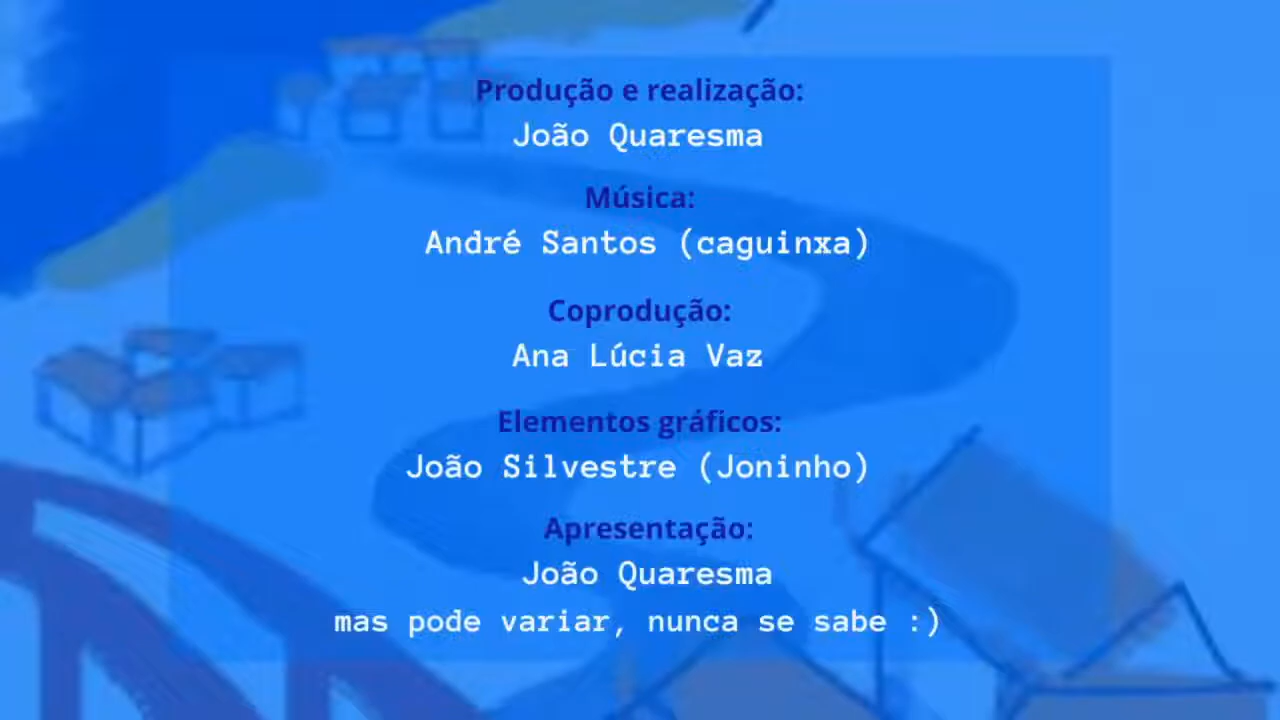 Produção e realização:
João Quaresma
Música:
André Santos (caguinxa)
Coprodução:
Ana Lúcia Vaz
Elementos gráficos:
João Silvestre (Joninho)
Apresentação:
João Quaresma
mas pode variar, nunca se sabe :)